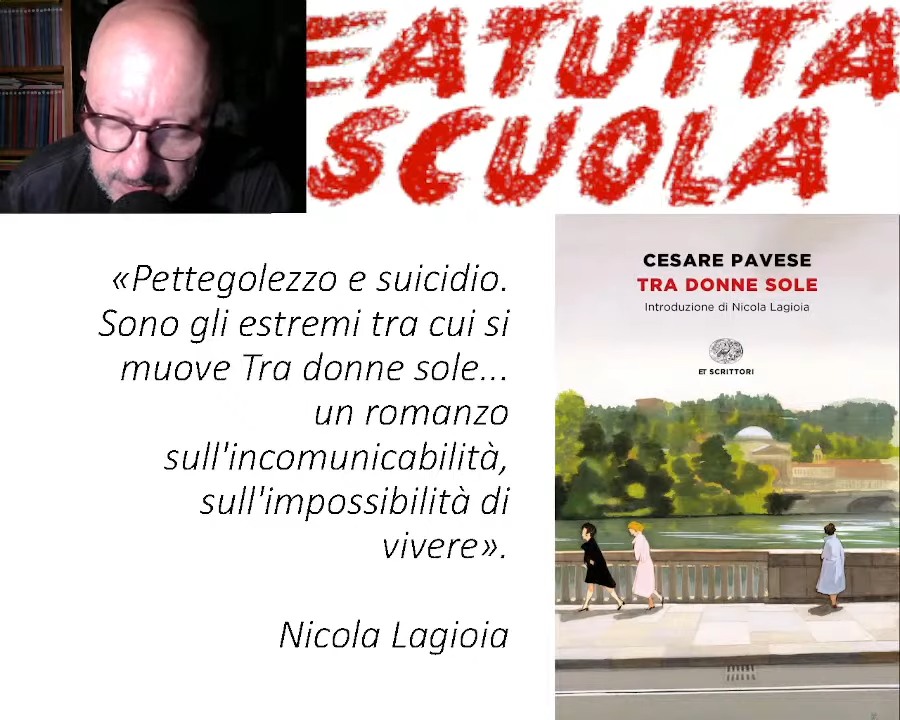 EATUTTA
SCUOLA
«Pettegolezzo e suicidio.
Sono gli estremi tra cui si
muove Tra donne sole...
un romanzo
sull'incomunicabilità,
sull'impossibilità di
vivere».
Nicola Lagioia
CESARE PAVESE
TRA DONNE SOLE
Introduzione di Nicola Lagioia
ET SCRITTORI